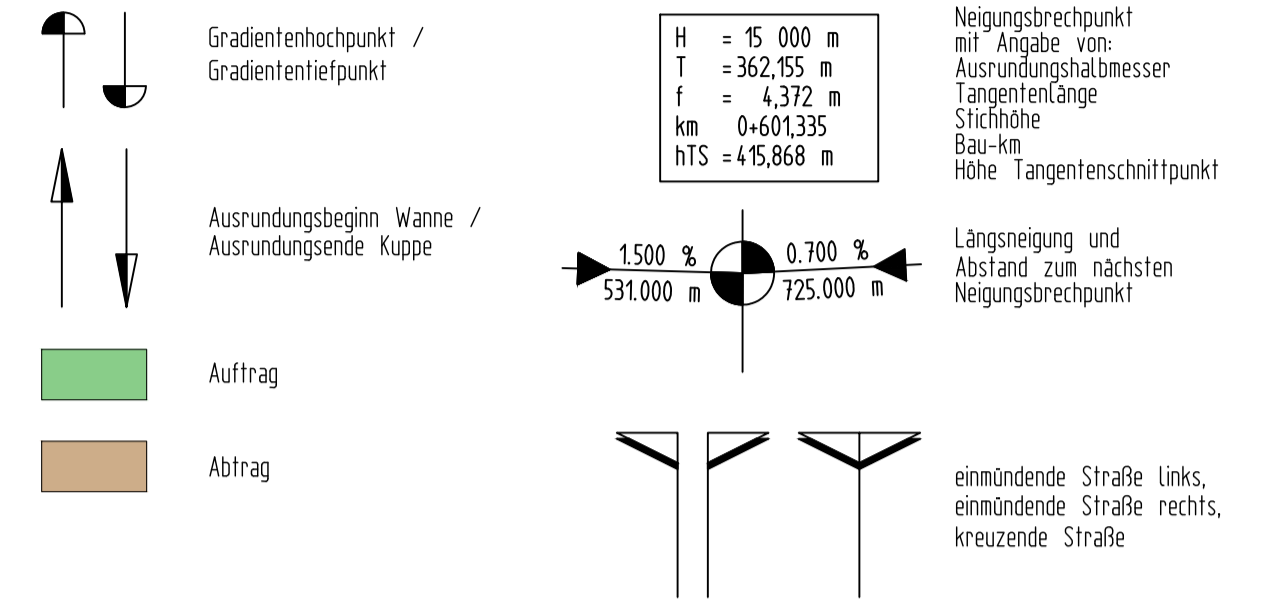 Gradientenhochpunkt /
Gradiententiefpunkt
Ausrundungsbeginn Wanne /
Ausrundungsende Kuppe
Auftrag
Abtrag
H = 15 000 m
T = 362,155 m
f = 4,372 m
km 0+601,335
hTS = 415,868 m
Neigungsbrechpunkt
mit Angabe von:
Ausrundungshalbmesser
Tangentenlänge
Stichhöhe
Bau-km
Höhe Tangentenschnittpunkt
1.500 % 0.700 %
531.000 m 725.000 m
Längsneigung und
Abstand zum nächsten
Neigungsbrechpunkt
einmündende Straße links,
einmündende Straße rechts,
kreuzende Straße